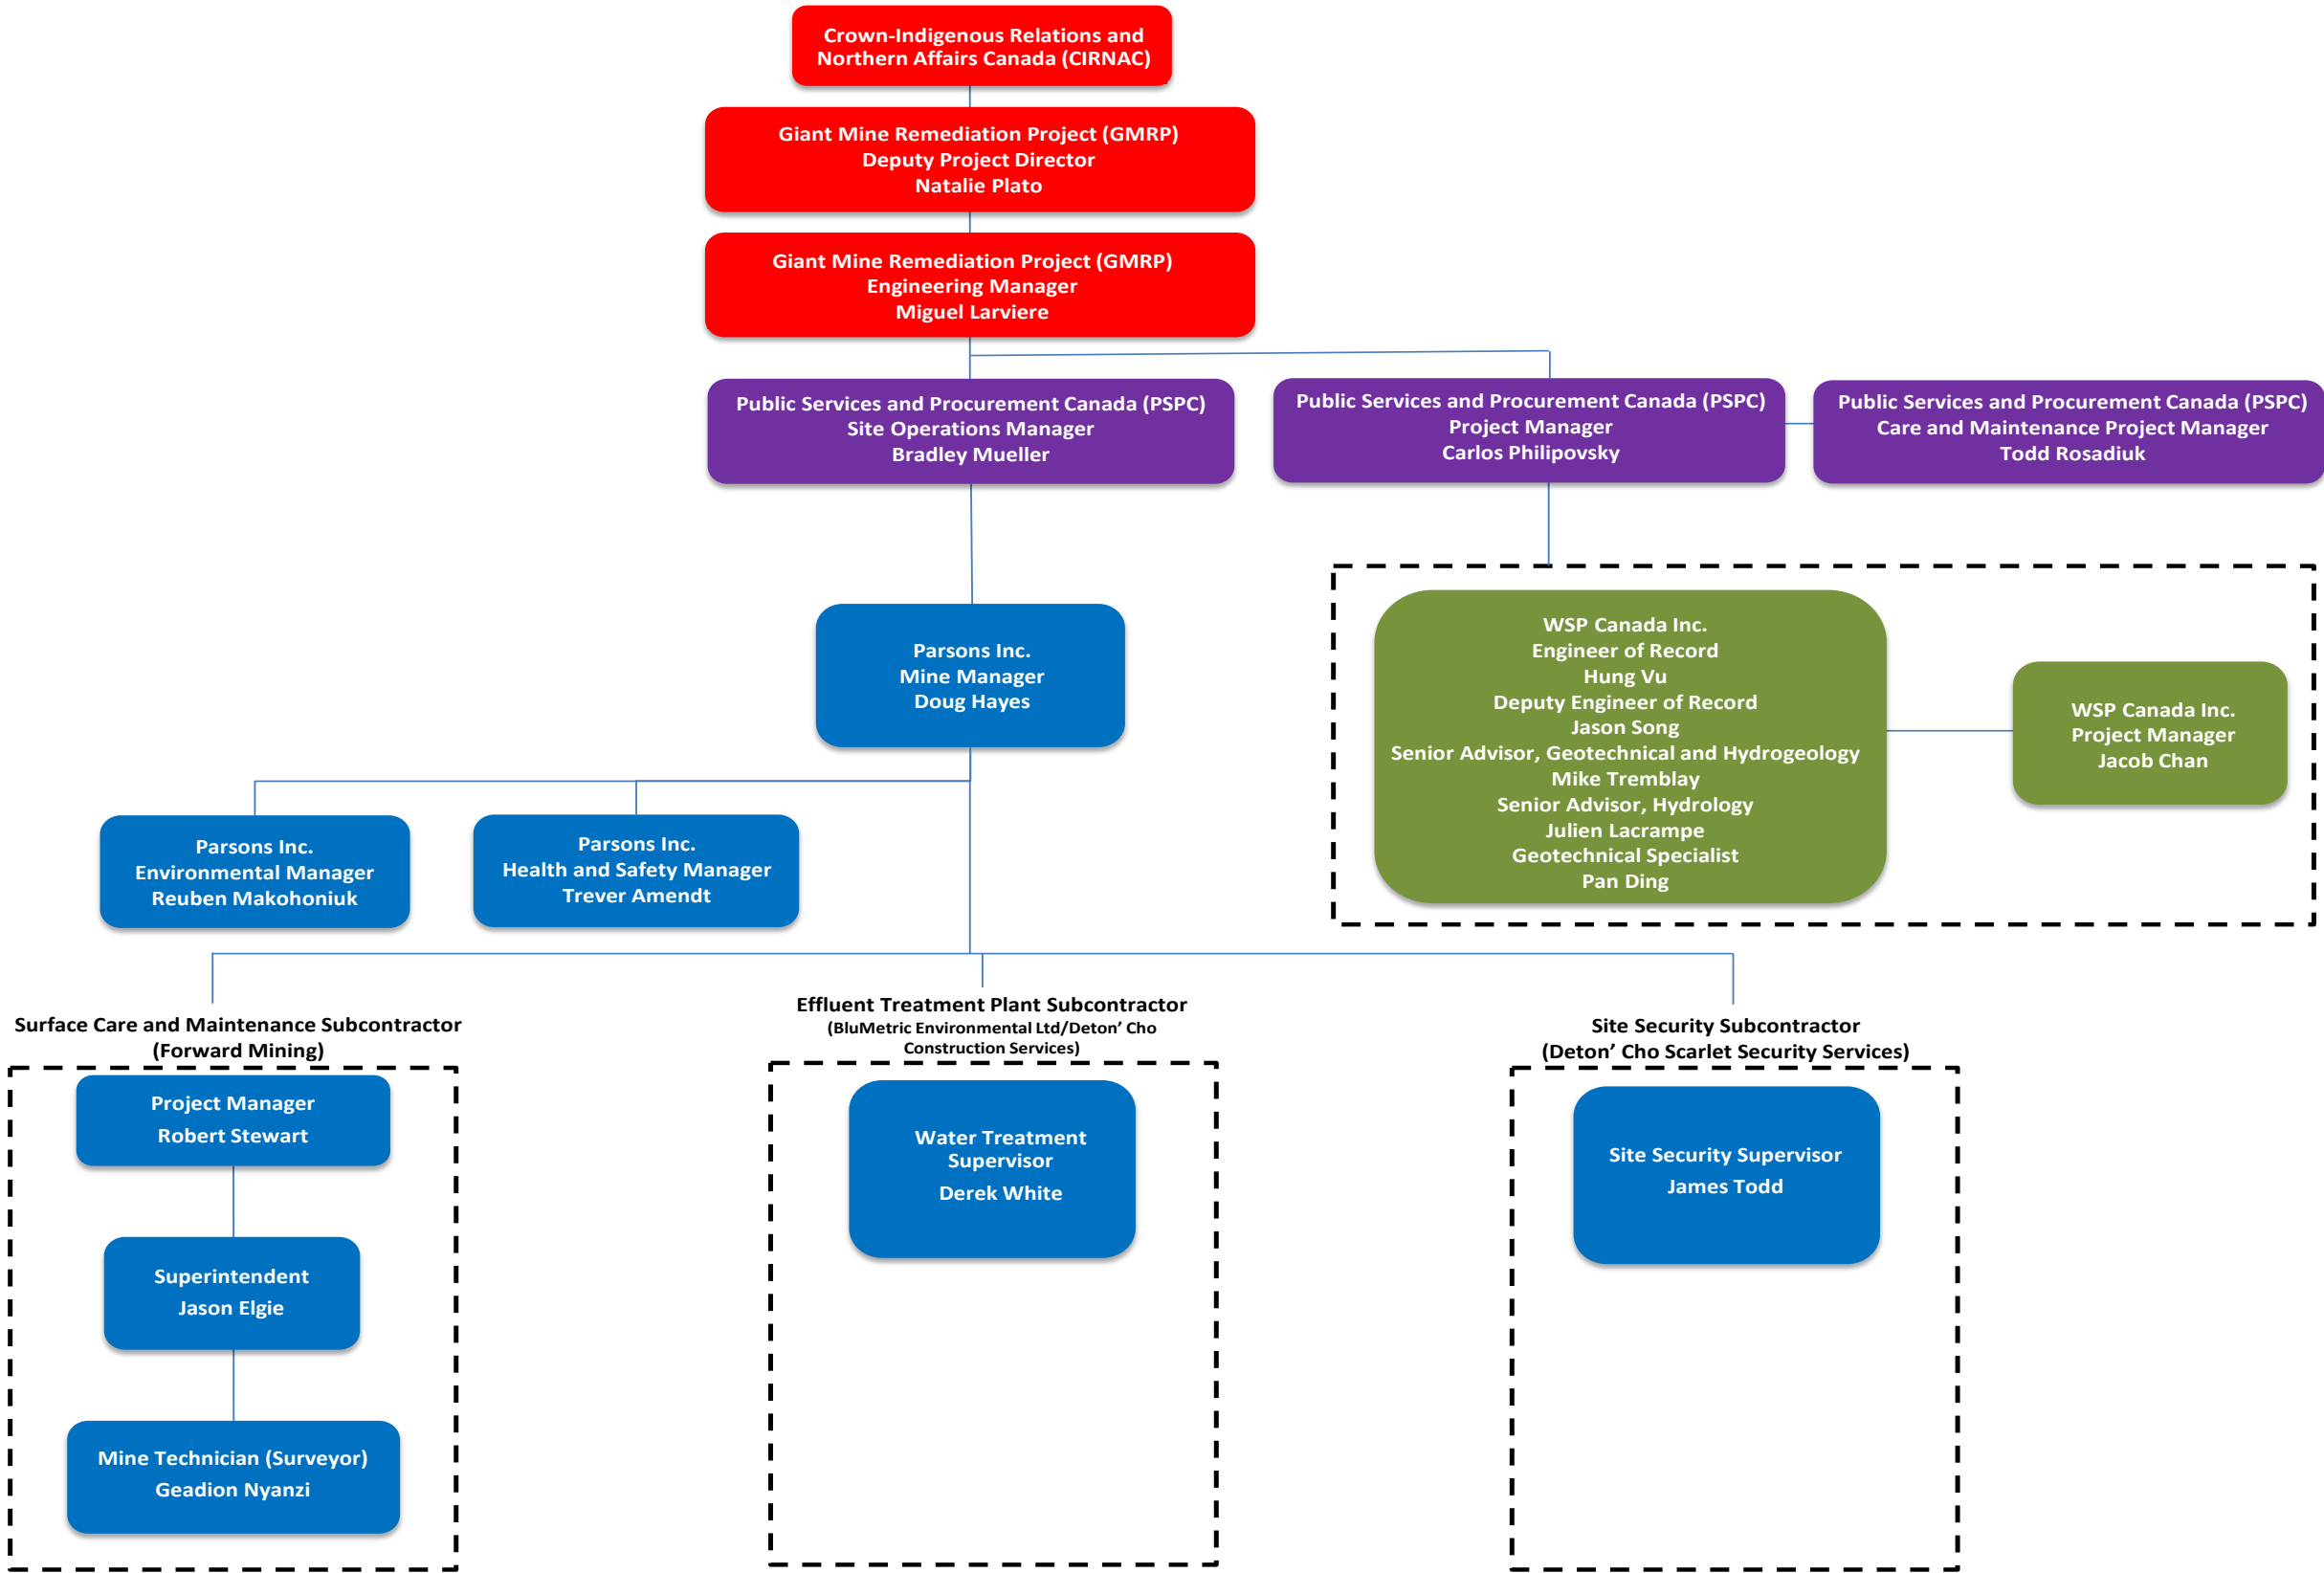 Crown-Indigenous Relations and
Northern Affairs Canada (CIRNAC)
Giant Mine Remediation Project (GMRP)
Deputy Project Director
Natalie Plato
Giant Mine Remediation Project (GMRP)
Engineering Manager
Miguel Larviere
Public Services and Procurement Canada (PSPC)
Site Operations Manager
Bradley Mueller
Public Services and Procurement Canada (PSPC)
Project Manager
Carlos Philipovsky
Public Services and Procurement Canada (PSPC)
Care and Maintenance Project Manager
Todd Rosadiuk
Parsons Inc.
Mine Manager
Doug Hayes
WSP Canada Inc.
Engineer of Record
Hung Vu
Deputy Engineer of Record
Jason Song
Senior Advisor, Geotechnical and Hydrogeology
Mike Tremblay
Senior Advisor, Hydrology
Julien Lacrampe
Geotechnical Specialist
Pan Ding
WSP Canada Inc.
Project Manager
Jacob Chan
Parsons Inc.
Environmental Manager
Reuben Makohoniuk
Parsons Inc.
Health and Safety Manager
Trever Amendt
Surface Care and Maintenance Subcontractor
(Forward Mining)
Project Manager
Robert Stewart
Superintendent
Jason Elgie
Mine Technician (Surveyor)
Geadion Nyanzi
Effluent Treatment Plant Subcontractor
(BluMetric Environmental Ltd/Deton’ Cho
Construction Services)
Water Treatment
Supervisor
Derek White
Site Security Subcontractor
(Deton’ Cho Scarlet Security Services)
Site Security Supervisor
James Todd